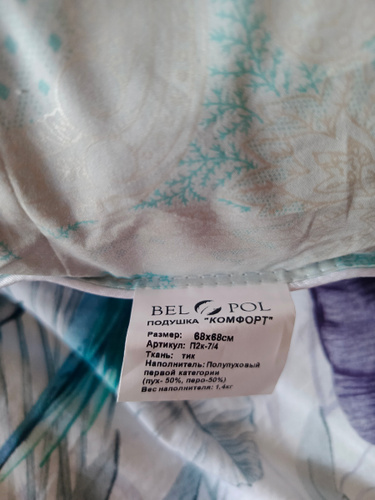 BEL POL
ПОДУШКА "КОМФОРТ"
Размер: 68х68см
Артикул: П2к-7/4
Ткань: тик
Наполнитель: Полупуховый
первой категории
(пух- 50%, перо-50%)
Вес наполнителя: 1,4кг